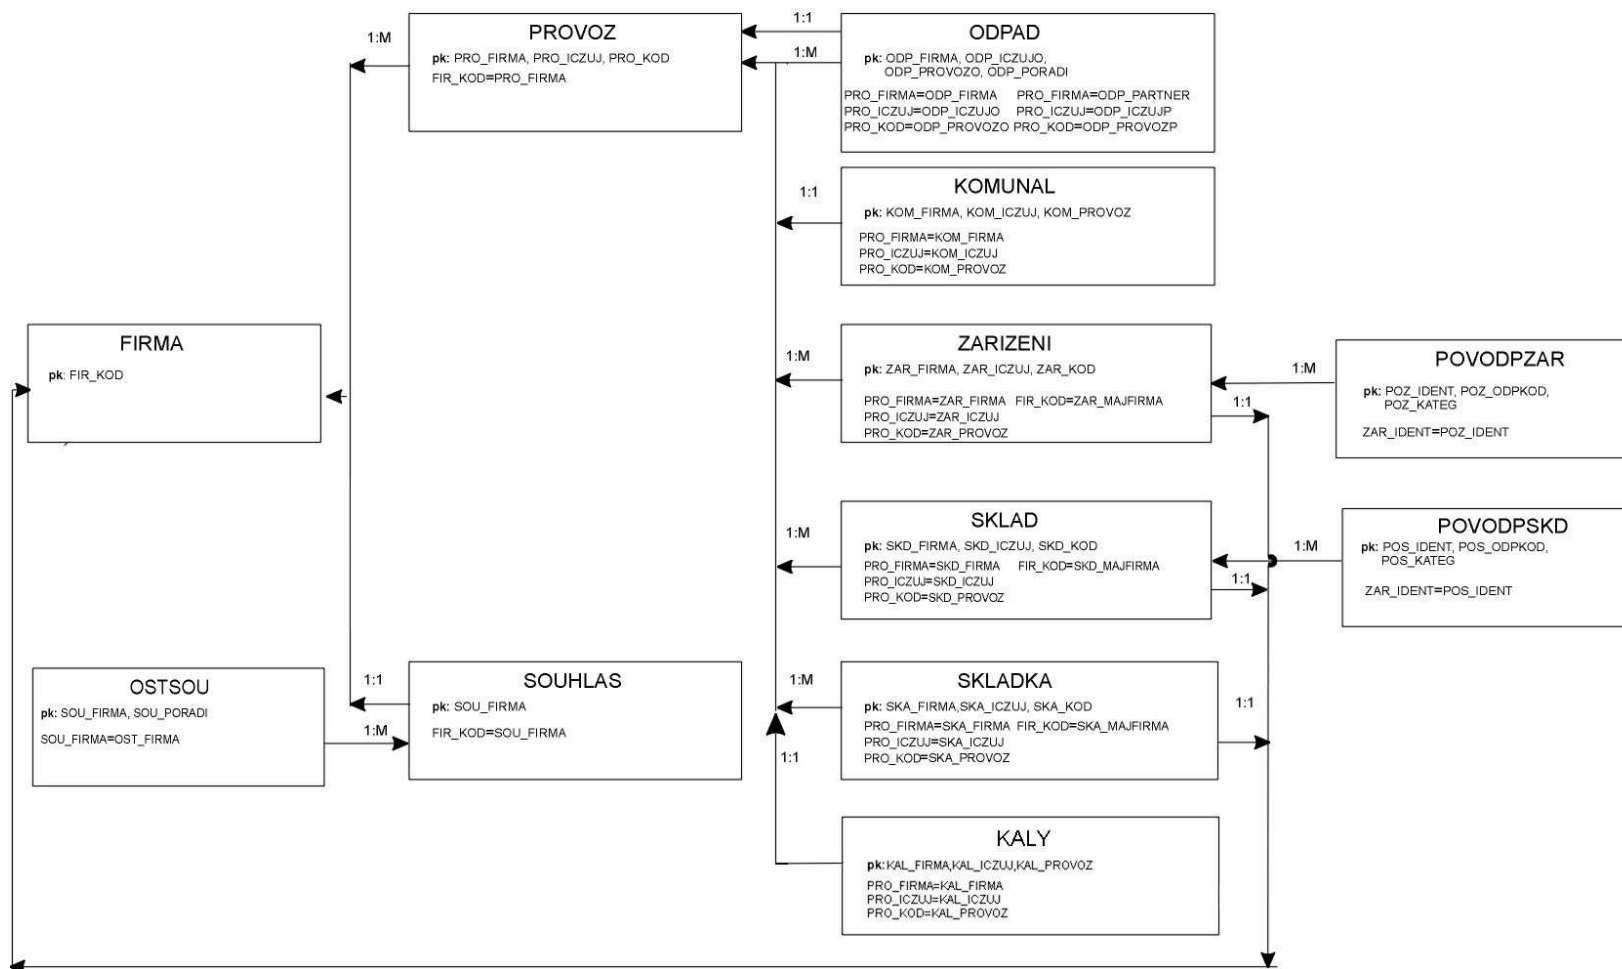 PROVOZ
1:M
pk: PRO_FIRMA, PRO_ICZUJ, PRO_KOD
FIR_KOD=PRO_FIRMA
1:1
1:M
ODPAD
pk: ODP_FIRMA, ODP_ICZUJO,
ODP_PROVOZO, ODP_PORADI
PRO_FIRMA=ODP_FIRMA PRO_FIRMA=ODP_PARTNER
PRO_ICZUJ=ODP_ICZUJO PRO_ICZUJ=ODP_ICZUJP
PRO_KOD=ODP_PROVOZO PRO_KOD=ODP_PROVOZP
1:1
KOMUNAL
pk: KOM_FIRMA, KOM_ICZUJ, KOM_PROVOZ
PRO_FIRMA=KOM_FIRMA
PRO_ICZUJ=KOM_ICZUJ
PRO_KOD=KOM_PROVOZ
FIRMA
pk: FIR_KOD
1:M
ZARIZENI
pk: ZAR_FIRMA, ZAR_ICZUJ, ZAR_KOD
PRO_FIRMA=ZAR_FIRMA FIR_KOD=ZAR_MAJFIRMA
PRO_ICZUJ=ZAR_ICZUJ
PRO_KOD=ZAR_PROVOZ
1:1
1:M
POVODPZAR
pk: POZ_IDENT, POZ_ODPKOD,
POZ_KATEG
ZAR_IDENT=POZ_IDENT
1:M
SKLAD
pk: SKD_FIRMA, SKD_ICZUJ, SKD_KOD
PRO_FIRMA=SKD_FIRMA FIR_KOD=SKD_MAJFIRMA
PRO_ICZUJ=SKD_ICZUJ
PRO_KOD=SKD_PROVOZ
1:1
1:M
POVODPSKD
pk: POS_IDENT, POS_ODPKOD,
POS_KATEG
ZAR_IDENT=POS_IDENT
OSTSOU
pk: SOU_FIRMA, SOU_PORADI
SOU_FIRMA=OST_FIRMA
1:1
1:M
SOUHLAS
pk: SOU_FIRMA
FIR_KOD=SOU_FIRMA
1:M
SKLADKA
pk: SKA_FIRMA,SKA_ICZUJ, SKA_KOD
PRO_FIRMA=SKA_FIRMA FIR_KOD=SKA_MAJFIRMA
PRO_ICZUJ=SKA_ICZUJ
PRO_KOD=SKA_PROVOZ
1:1
1:1
KALY
pk:KAL_FIRMA,KAL_ICZUJ,KAL_PROVOZ
PRO_FIRMA=KAL_FIRMA
PRO_ICZUJ=KAL_ICZUJ
PRO_KOD=KAL_PROVOZ